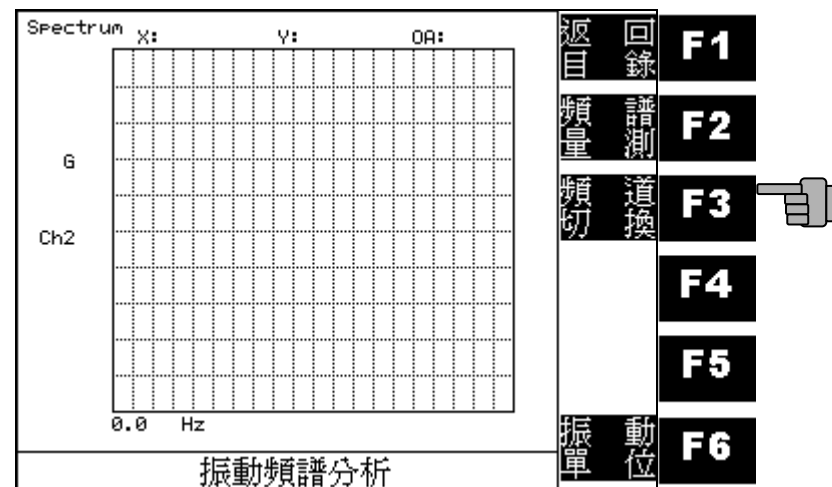 Spectrum
X: Y: OA:
G
Ch2
0.0 Hz
振動頻譜分析
返回
目錄
F1
頻譜
量測
F2
頻道
切換
F3
F4
F5
振動
單位
F6